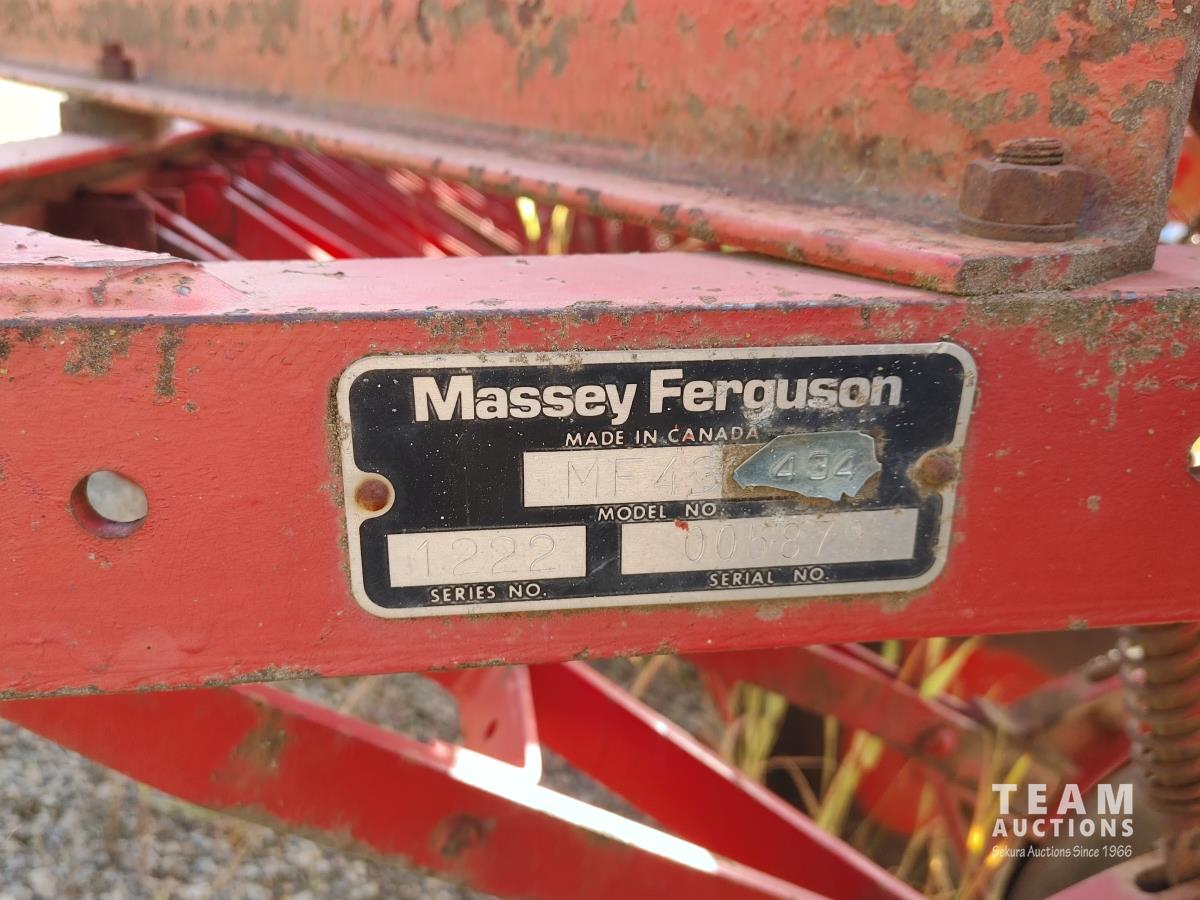 Massey Ferguson
MADE IN CANADA
MF43 434
MODEL NO.
1222
SERIES NO. SERIAL NO.
TEAM
AUCTIONS
Sekura Auctions Since 1966